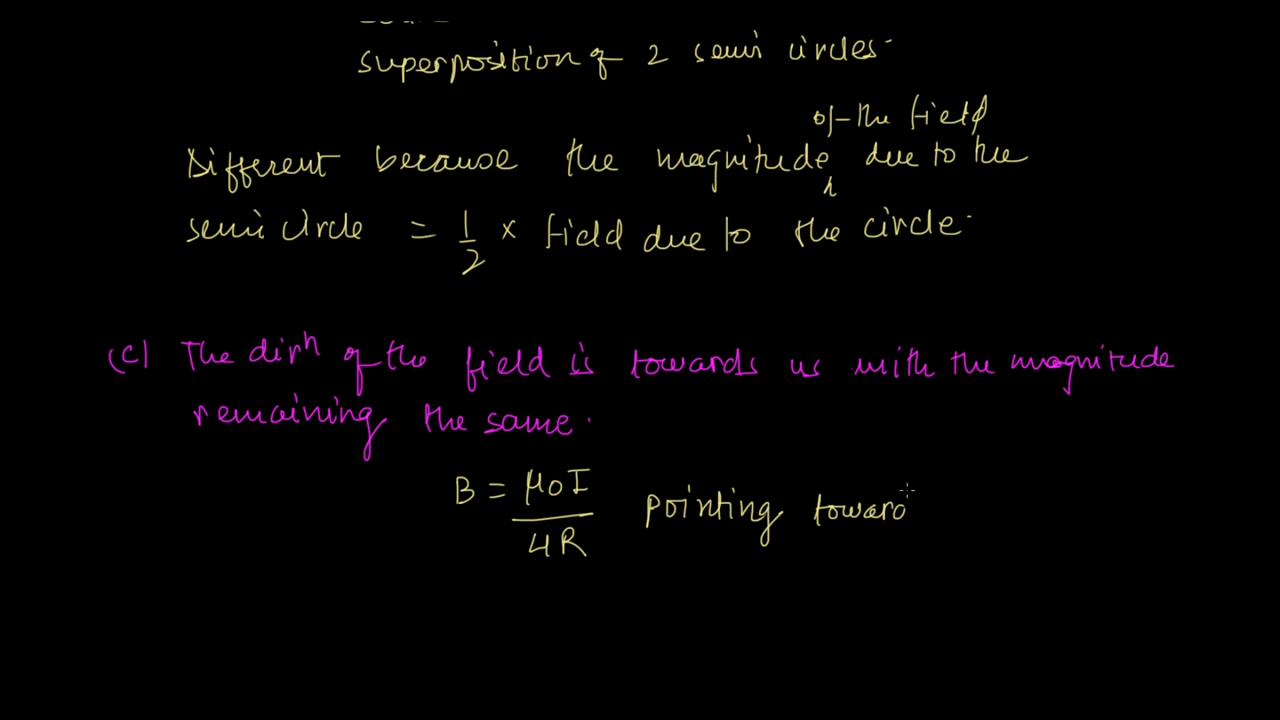 superposition of 2 semi circles.
of the field
Different because the magnitude due to the
semi circle = 1/2 × field due to the circle.
(c) The dirn of the field is towards us with the magnitude
remaining the same.
B = μ0I/4R pointing toward